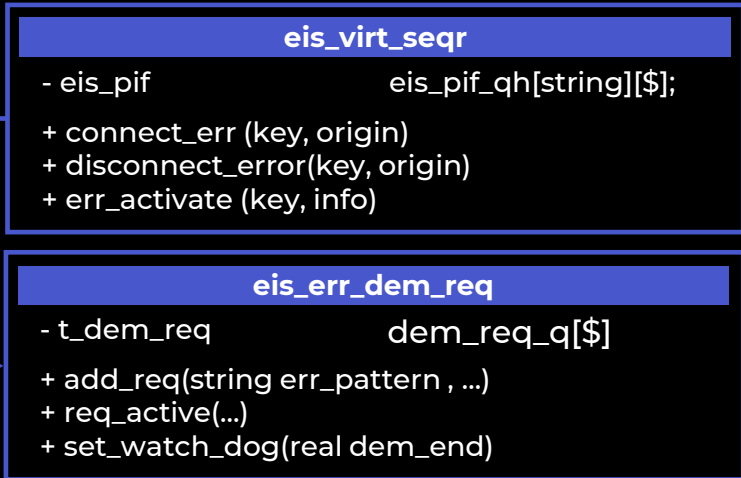 eis_virt_seqr
- eis_pif eis_pif_qh[string][$];
+ connect_err (key, origin)
+ disconnect_error(key, origin)
+ err_activate (key, info)
eis_err_dem_req
- t_dem_req dem_req_q[$]
+ add_req(string err_pattern , ...)
+ req_active(...)
+ set_watch_dog(real dem_end)